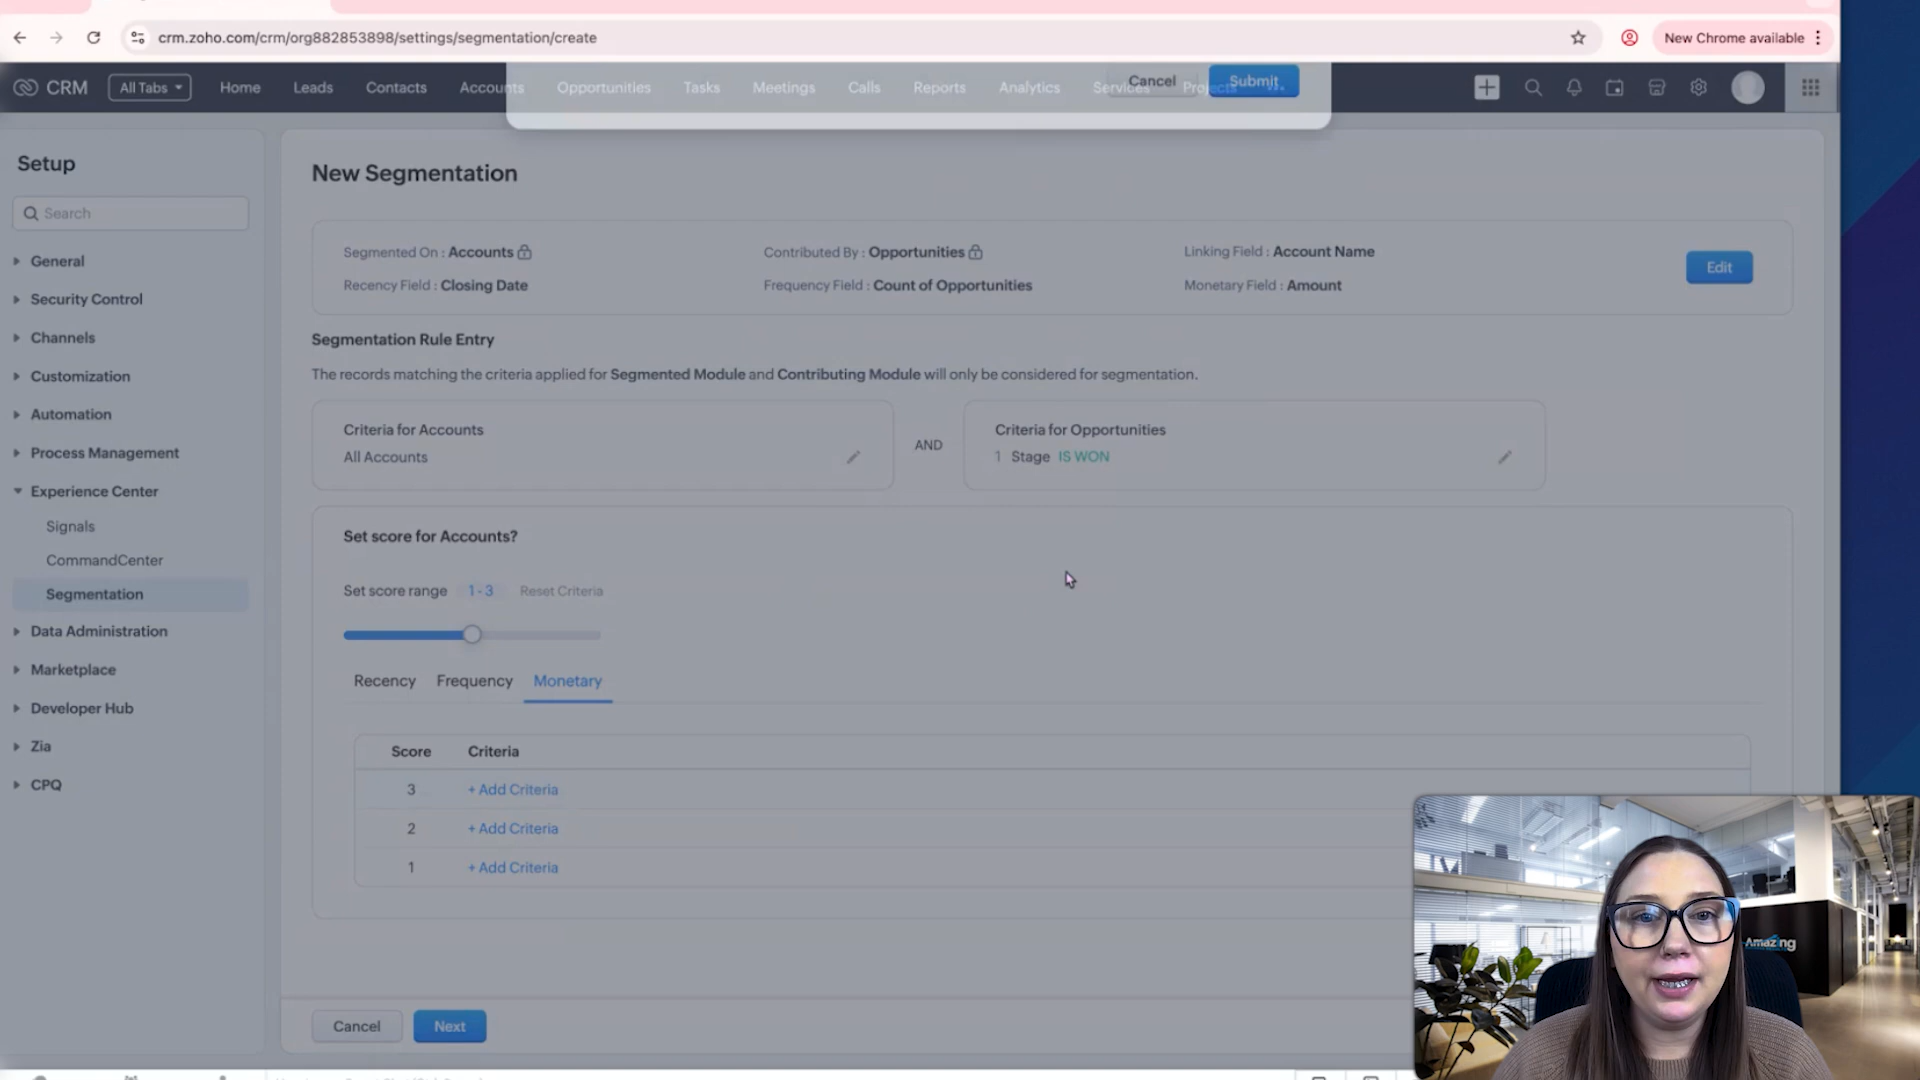 crm.zoho.com/crm/org882853898/settings/segmentation/create
New Chrome available
CRM
All Tabs
Home
Leads
Contacts
Accounts
Opportunities
Tasks
Meetings
Calls
Reports
Analytics
Services
Projects
...
Cancel
Submit
Setup
Search
General
Security Control
Channels
Customization
Automation
Process Management
Experience Center
Signals
CommandCenter
Segmentation
Data Administration
Marketplace
Developer Hub
Zia
CPQ
New Segmentation
Segmented On : Accounts
Contributed By : Opportunities
Linking Field : Account Name
Recency Field : Closing Date
Frequency Field : Count of Opportunities
Monetary Field : Amount
Edit
Segmentation Rule Entry
The records matching the criteria applied for Segmented Module and Contributing Module will only be considered for segmentation.
Criteria for Accounts
All Accounts
AND
Criteria for Opportunities
1 Stage IS WON
Set score for Accounts?
Set score range 1 - 3 Reset Criteria
Recency Frequency Monetary
Score Criteria
3 + Add Criteria
2 + Add Criteria
1 + Add Criteria
Cancel
Next
Amazing